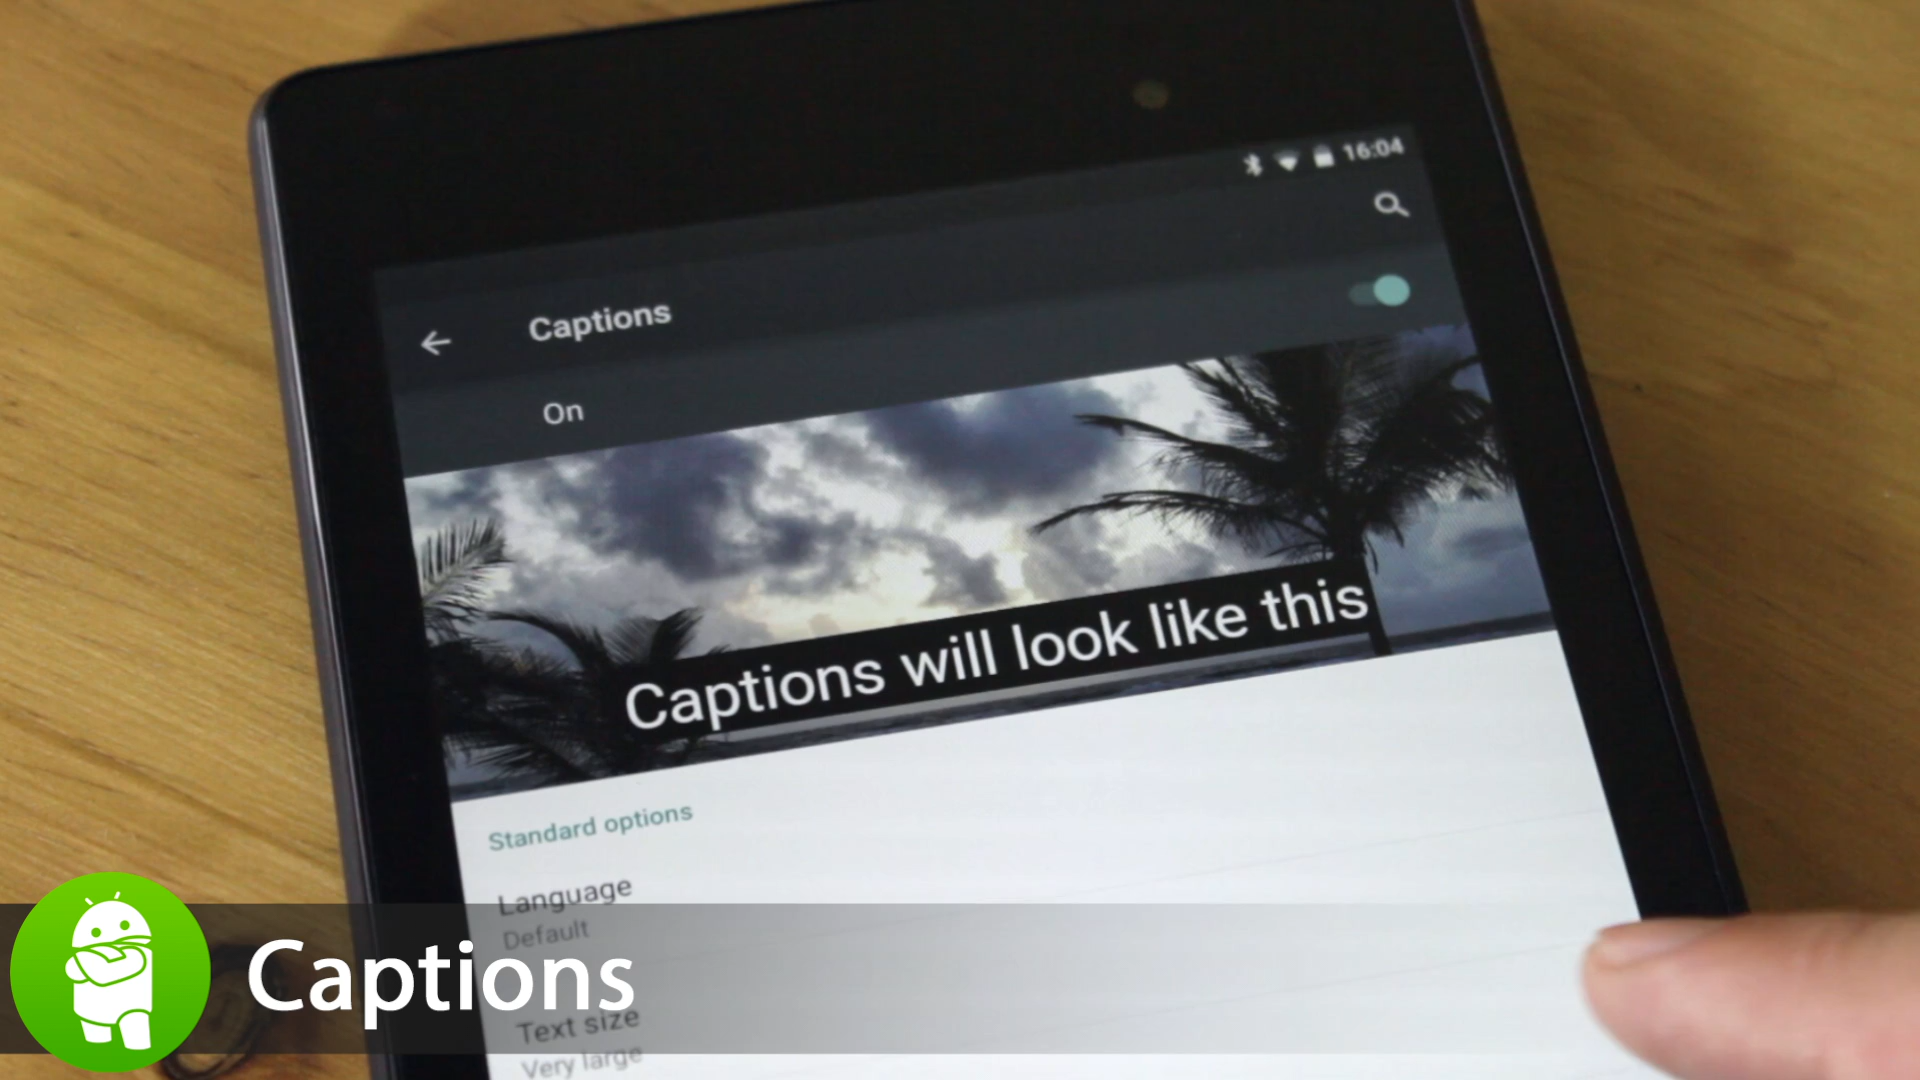 16:04
Captions
On
Captions will look like this
Standard options
Language
Default
Captions
Text size
Very large